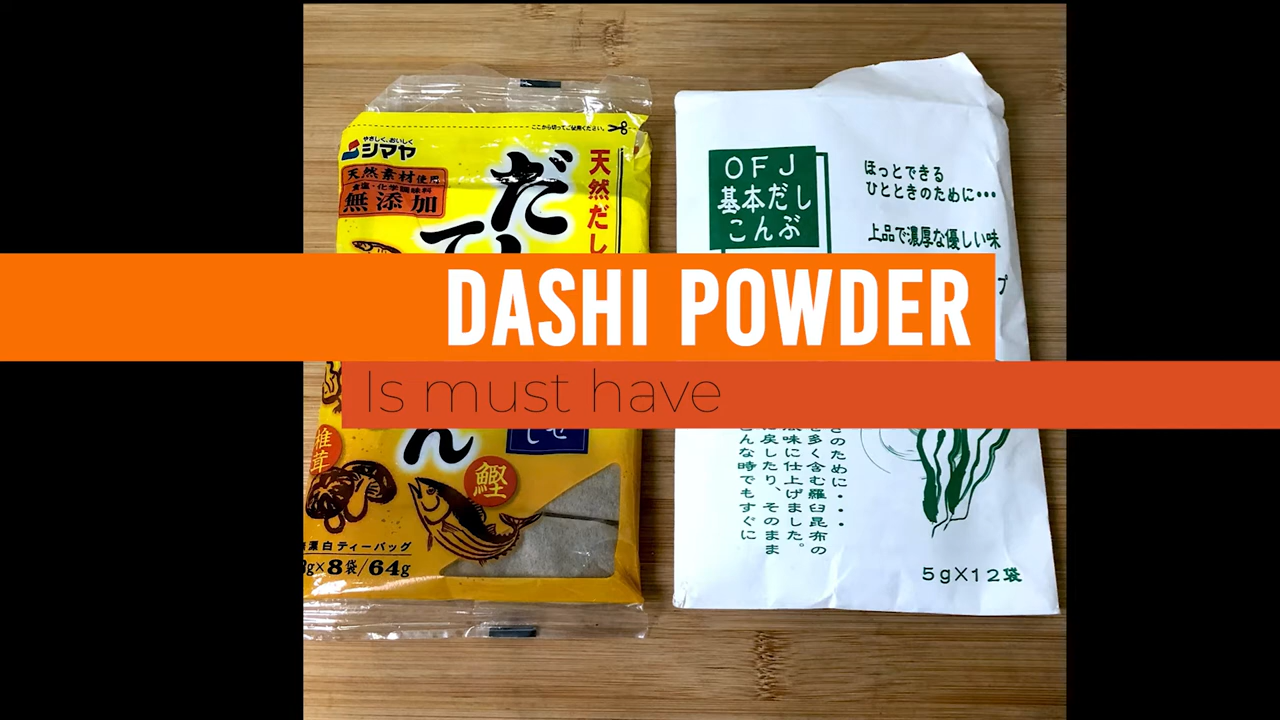 ここから切ってご使用ください。
やさしく、おいしく
シマヤ
天然素材使用
食塩・化学調味料
無添加
天然だし
だし
て
ん
椎茸
鰹
漂白ティーバッグ
8g×8袋/64g
OFJ
基本だし
こんぶ
ほっとできる
ひとときのために・・・
上品で濃厚な優しい味
プ
DASHI POWDER
Is must have
のために・・・
多く含む羅臼昆布の
味に仕上げました。
戻したり、そのまま
んな時でもすぐに
5gX12袋